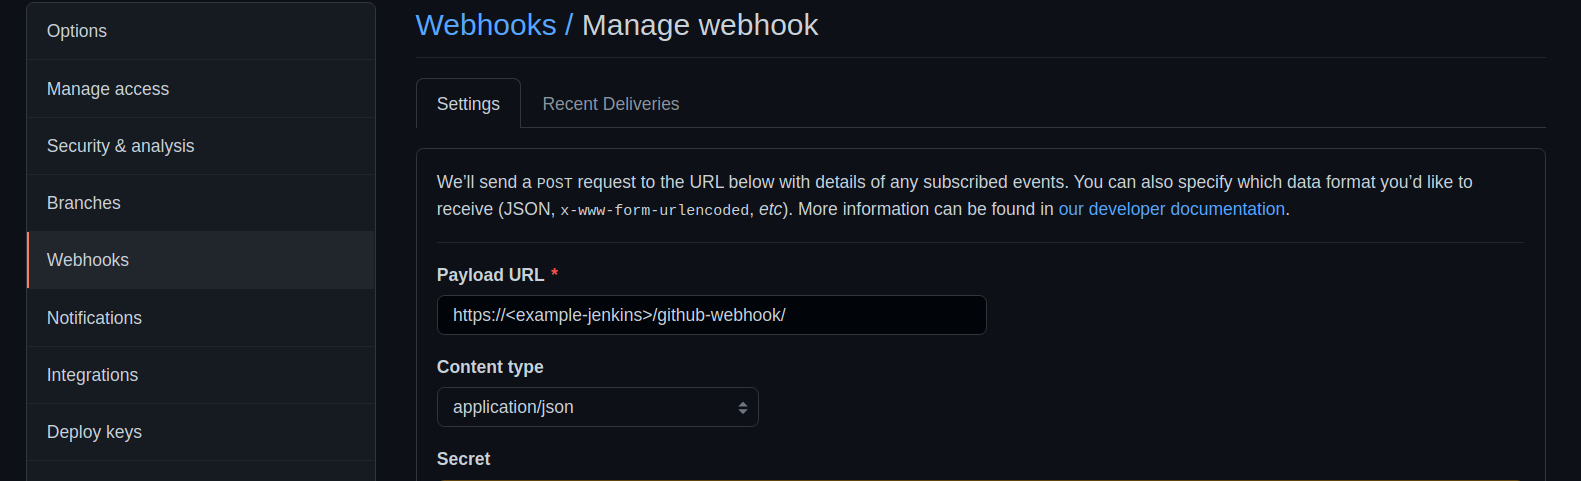 Options
Manage access
Security & analysis
Branches
Webhooks
Notifications
Integrations
Deploy keys
Webhooks / Manage webhook
Settings
Recent Deliveries
We’ll send a POST request to the URL below with details of any subscribed events. You can also specify which data format you’d like to
receive (JSON, x-www-form-urlencoded, etc). More information can be found in our developer documentation.
Payload URL *
https://<example-jenkins>/github-webhook/
Content type
application/json
Secret